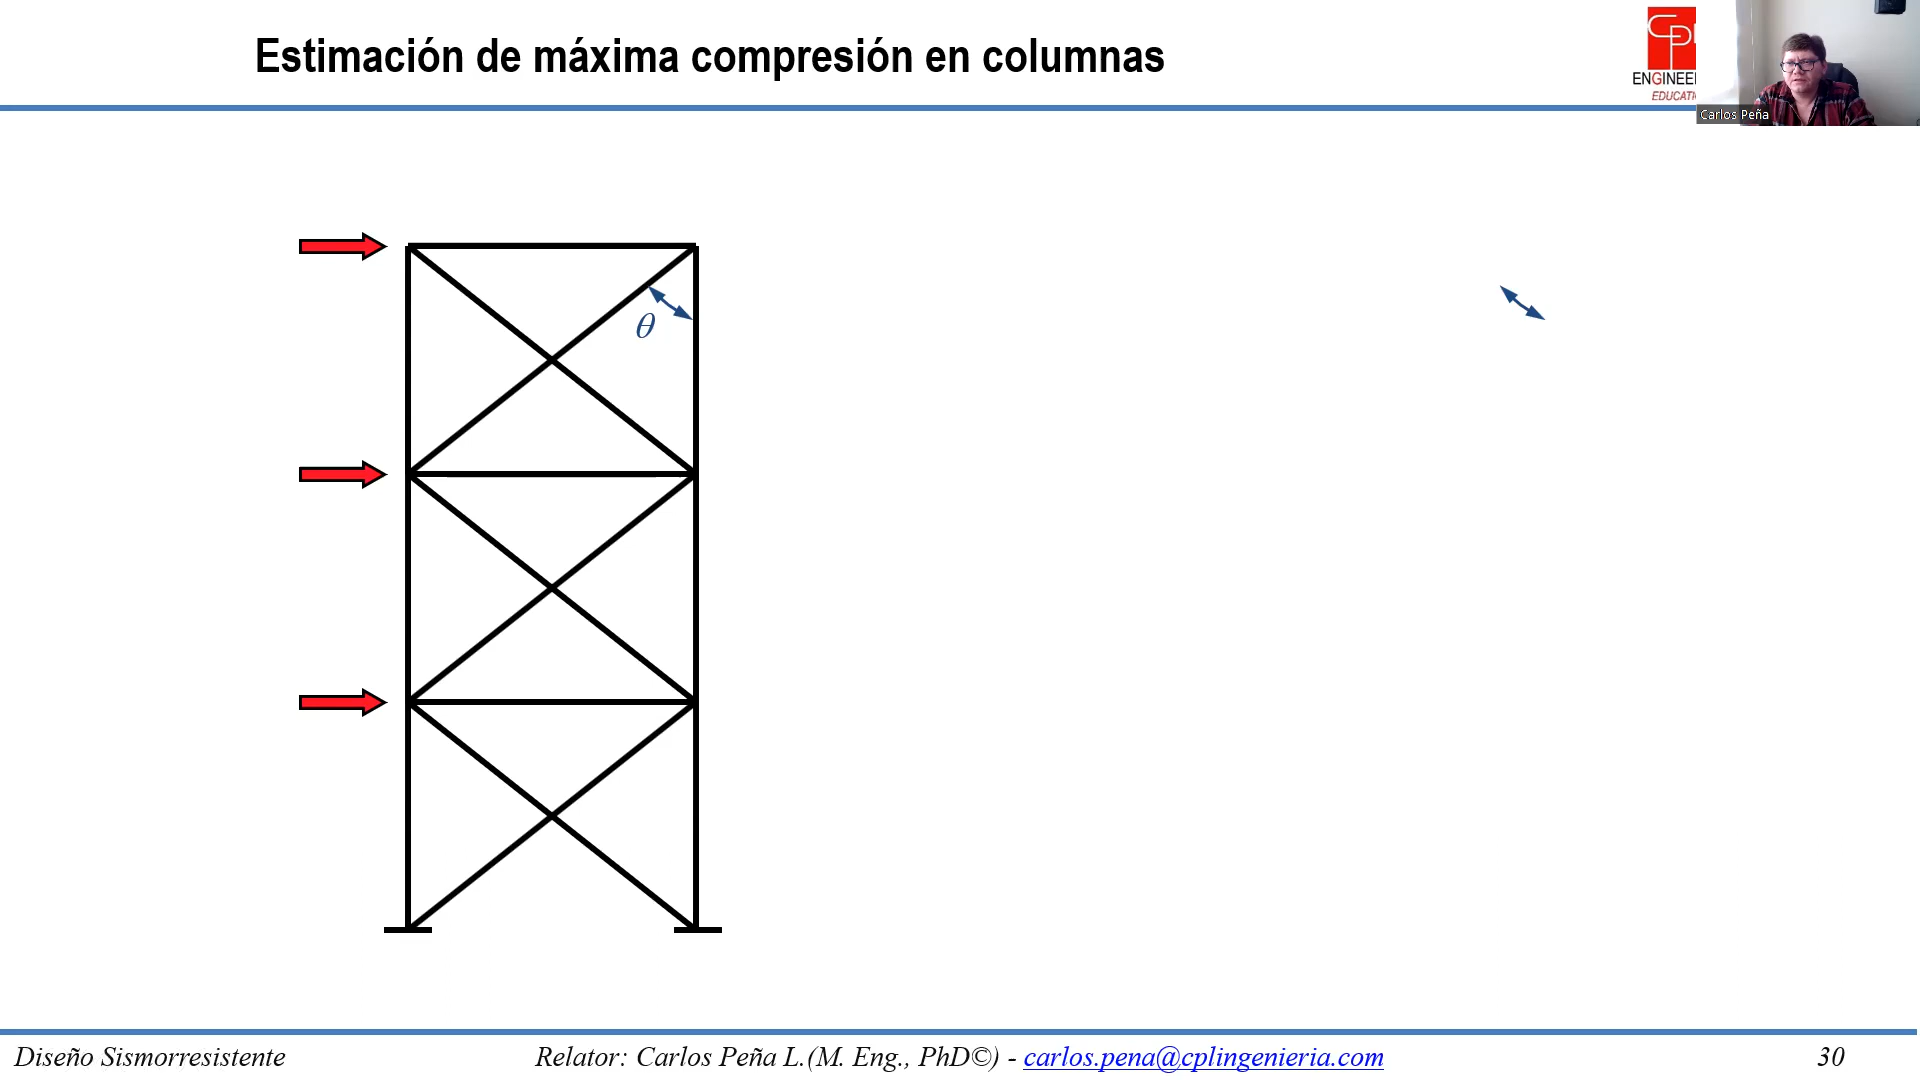 Estimación de máxima compresión en columnas
ENGINEE
EDUCATI
Carlos Peña
θ
Diseño Sismorresistente
Relator: Carlos Peña L.(M. Eng., PhD©) - carlos.pena@cplingenieria.com
30